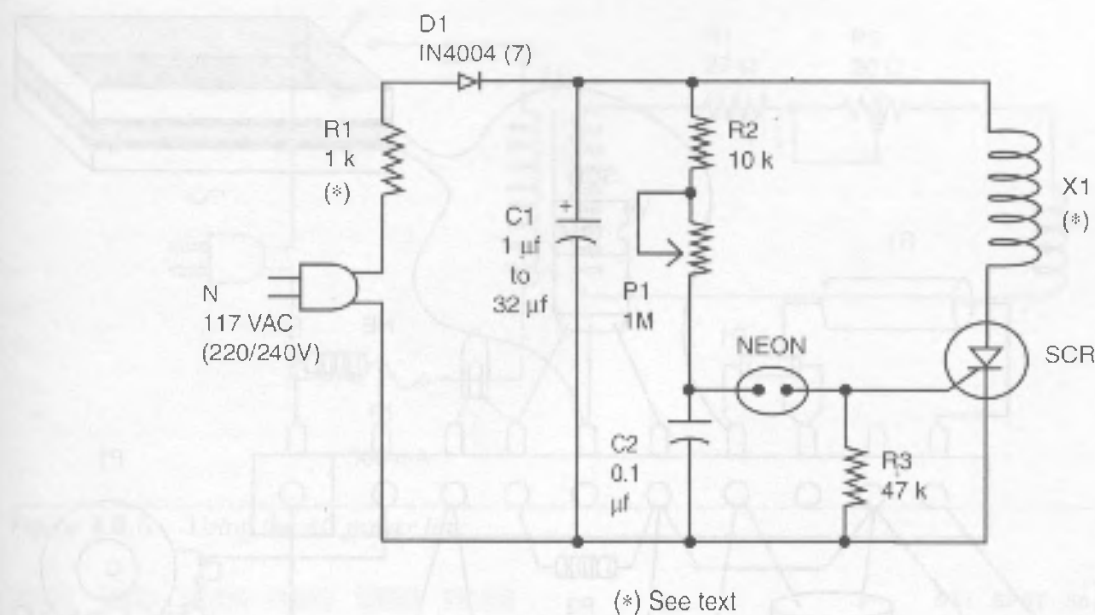 D1
IN4004 (7)
R1
1 k
(*)
R2
10 k
X1
(*)
C1
+
1 µf
to
32 µf
P1
1M
N
117 VAC
(220/240V)
NEON
SCR
C2
0.1
µf
R3
47 k
(*) See text